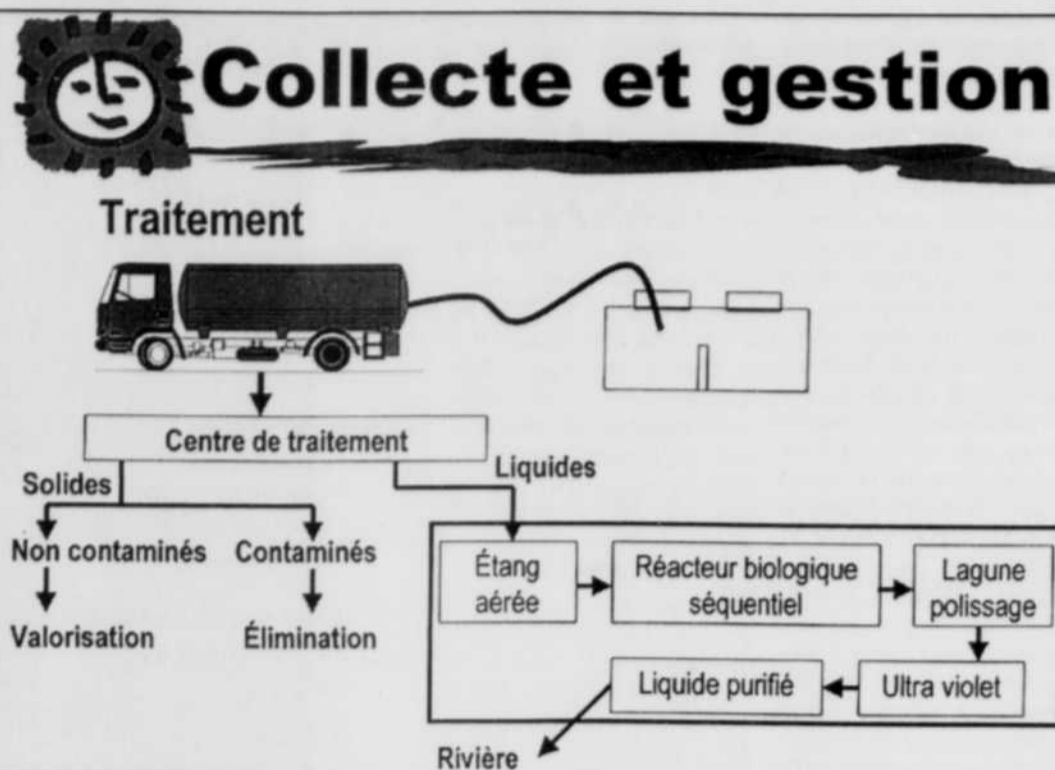 Collecte et gestion
Traitement
Centre de traitement
Solides
Liquides
Non contaminés
Contaminés
Valorisation
Élimination
Étang
aérée
Réacteur biologique
séquentiel
Lagune
polissage
Ultra violet
Liquide purifié
Rivière